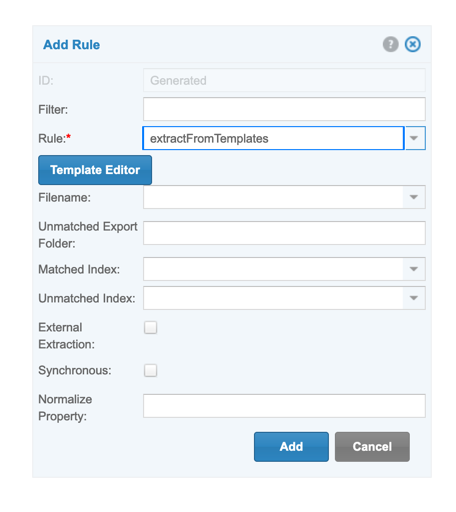 Add Rule ?
ID: Generated
Filter:
Rule:* extractFromTemplates
Template Editor
Filename:
Unmatched Export
Folder:
Matched Index:
Unmatched Index:
External
Extraction:
Synchronous:
Normalize
Property:
Add Cancel